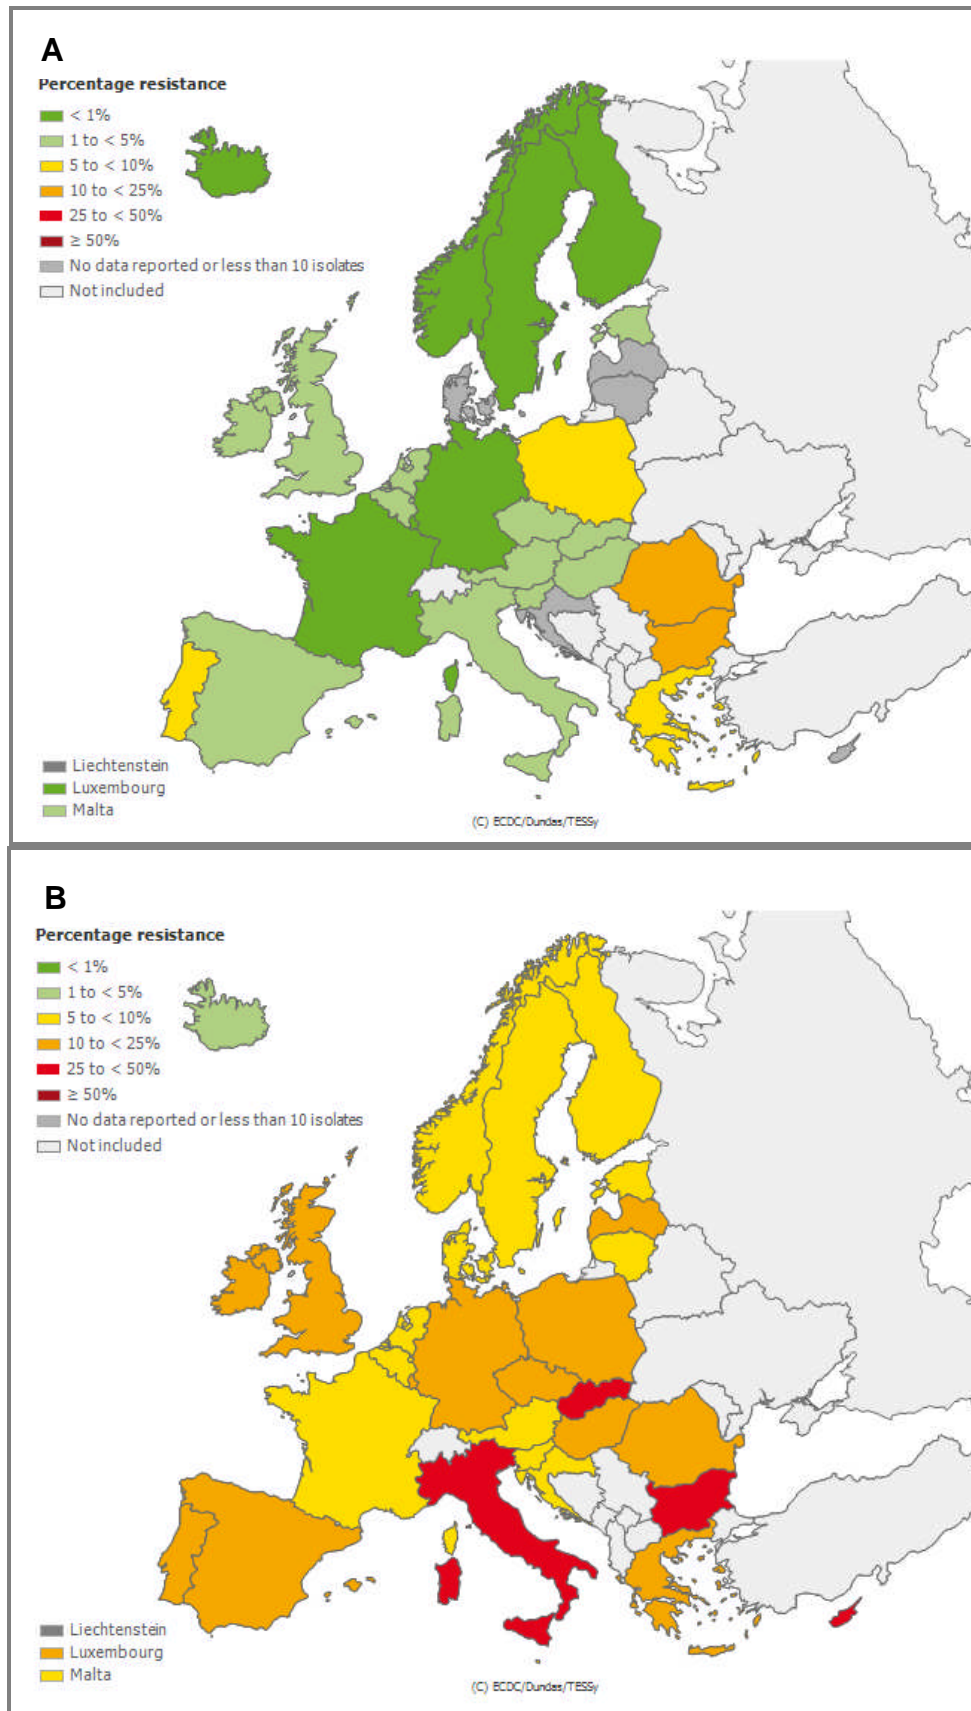 A
Percentage resistance
< 1%
1 to < 5%
5 to < 10%
10 to < 25%
25 to < 50%
≥ 50%
No data reported or less than 10 isolates
Not included
Liechtenstein
Luxembourg
Malta
(C) ECDC/Dundas/TESSy
B
Percentage resistance
< 1%
1 to < 5%
5 to < 10%
10 to < 25%
25 to < 50%
≥ 50%
No data reported or less than 10 isolates
Not included
Liechtenstein
Luxembourg
Malta
(C) ECDC/Dundas/TESSy